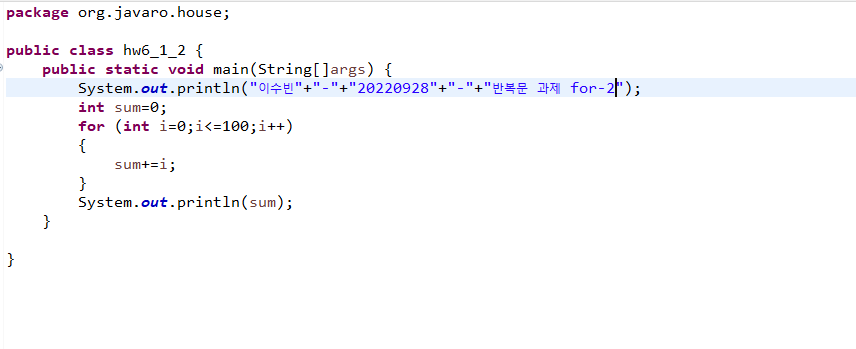 package org.javaro.house;
public class hw6_1_2 {
public static void main(String[]args) {
System.out.println("이수빈"+"-"+"20220928"+"-"+"반복문 과제 for-2");
int sum=0;
for (int i=0;i<=100;i++)
{
sum+=i;
}
System.out.println(sum);
}
}